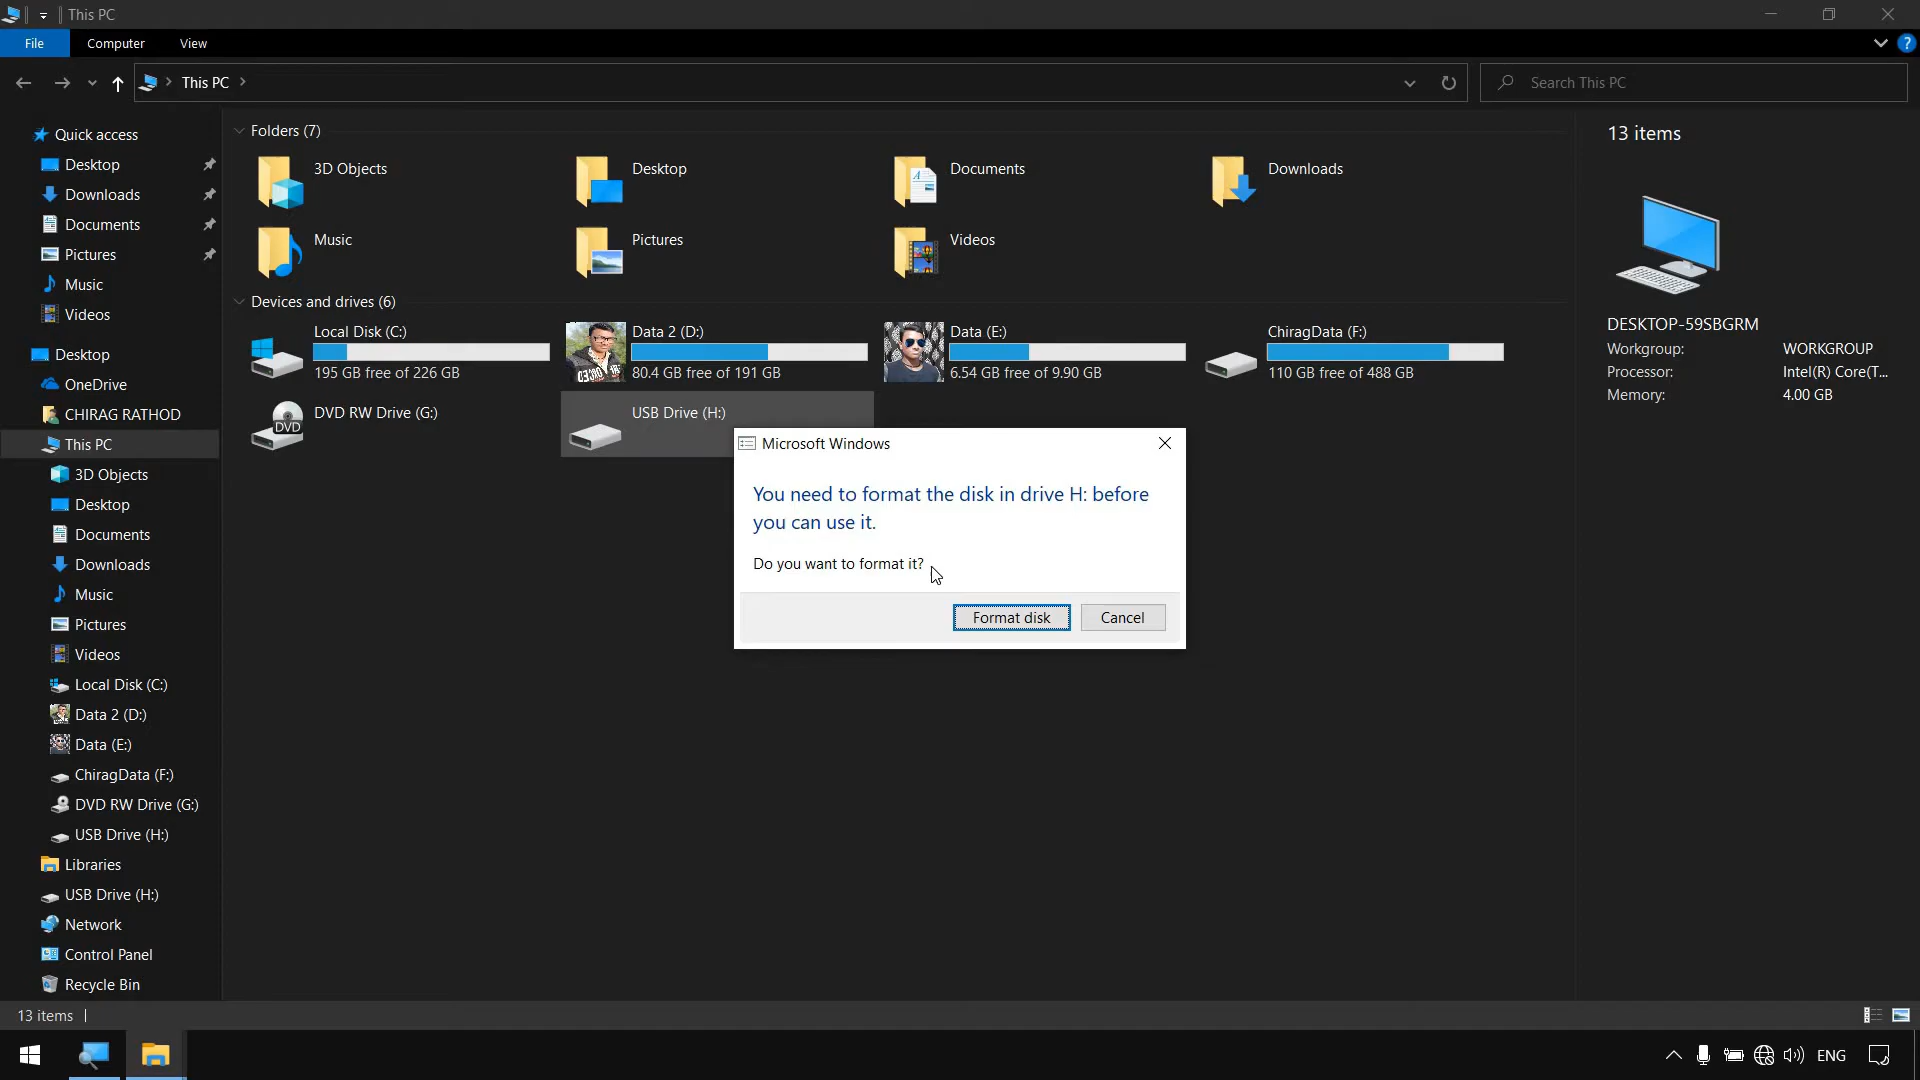 This PC
File
Computer
View
This PC
Search This PC
Quick access
Desktop
Downloads
Documents
Pictures
Music
Videos
Desktop
OneDrive
CHIRAG RATHOD
This PC
3D Objects
Desktop
Documents
Downloads
Music
Pictures
Videos
Local Disk (C:)
Data 2 (D:)
Data (E:)
ChiragData (F:)
DVD RW Drive (G:)
USB Drive (H:)
Libraries
USB Drive (H:)
Network
Control Panel
Recycle Bin
Folders (7)
3D Objects
Desktop
Documents
Downloads
Music
Pictures
Videos
Devices and drives (6)
Local Disk (C:)
195 GB free of 226 GB
Data 2 (D:)
80.4 GB free of 191 GB
Data (E:)
6.54 GB free of 9.90 GB
ChiragData (F:)
110 GB free of 488 GB
DVD
DVD RW Drive (G:)
USB Drive (H:)
Microsoft Windows
You need to format the disk in drive H: before
you can use it.
Do you want to format it?
Format disk
Cancel
13 items
DESKTOP-59SBGRM
Workgroup: WORKGROUP
Processor: Intel(R) Core(T...
Memory: 4.00 GB
13 items
ENG